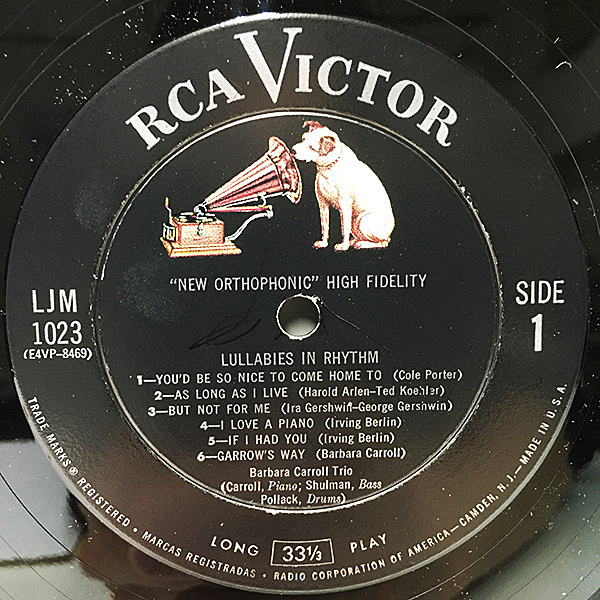 RCA VICTOR
"NEW ORTHOPHONIC" HIGH FIDELITY
LJM
1023
(E4VP-8469)
SIDE
1
LULLABIES IN RHYTHM
1—YOU'D BE SO NICE TO COME HOME TO (Cole Porter)
2—AS LONG AS I LIVE (Harold Arlen-Ted Koehler)
3—BUT NOT FOR ME (Ira Gershwin-George Gershwin)
4—I LOVE A PIANO (Irving Berlin)
5—IF I HAD YOU (Irving Berlin)
6—GARROW'S WAY (Barbara Carroll)
Barbara Carroll Trio
(Carroll, Piano; Shulman, Bass
Pollack, Drums)
LONG 33⅓ PLAY
TRADE MARKS ® REGISTERED • MARCAS REGISTRADAS • RADIO CORPORATION OF AMERICA—CAMDEN, N.J.—MADE IN U.S.A.